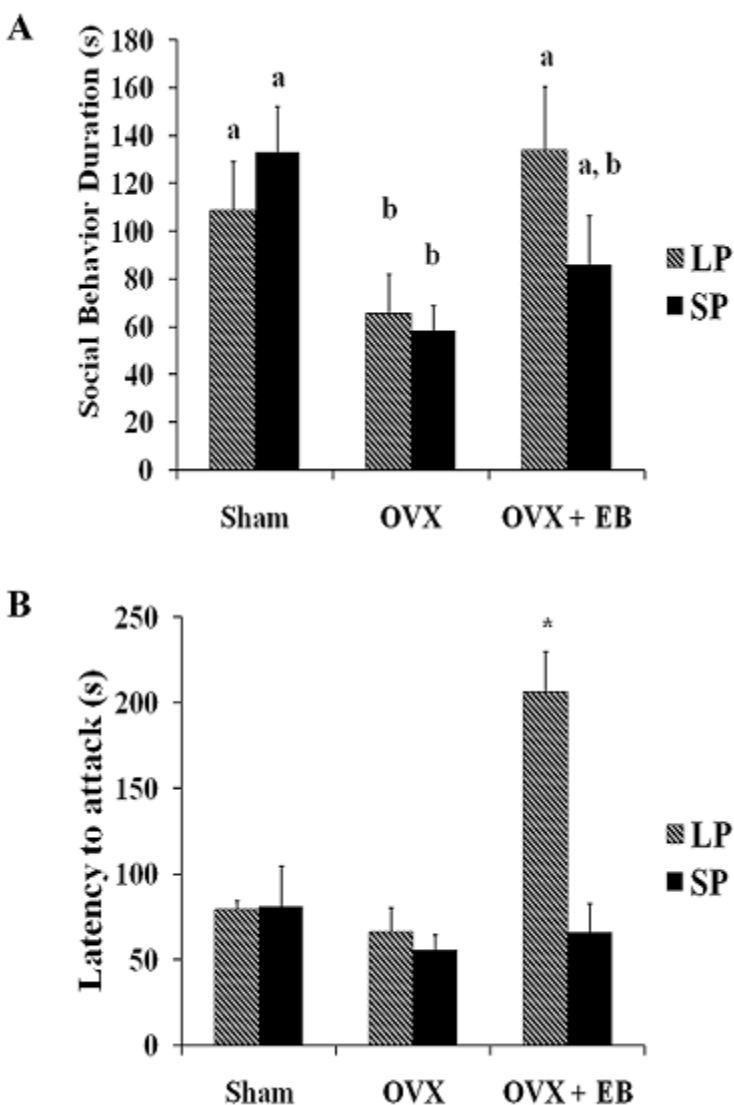 A
Social Behavior Duration (s)
180
160
140
120
100
80
60
40
20
0
a
a
b
b
a
a, b
LP
SP
Sham OVX OVX + EB
B
Latency to attack (s)
250
200
150
100
50
0
*
LP
SP
Sham OVX OVX + EB